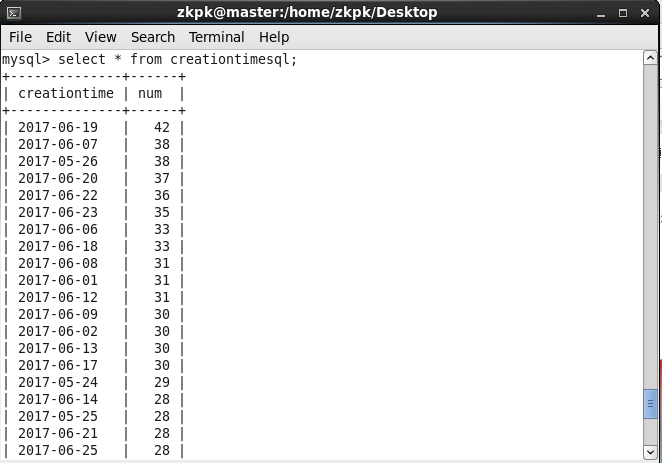 zkpk@master:/home/zkpk/Desktop
File Edit View Search Terminal Help
mysql> select * from creationtimesql;
+--------------+------+
| creationtime | num  |
+--------------+------+
| 2017-06-19   |   42 |
| 2017-06-07   |   38 |
| 2017-05-26   |   38 |
| 2017-06-20   |   37 |
| 2017-06-22   |   36 |
| 2017-06-23   |   35 |
| 2017-06-06   |   33 |
| 2017-06-18   |   33 |
| 2017-06-08   |   31 |
| 2017-06-01   |   31 |
| 2017-06-12   |   31 |
| 2017-06-09   |   30 |
| 2017-06-02   |   30 |
| 2017-06-13   |   30 |
| 2017-06-17   |   30 |
| 2017-05-24   |   29 |
| 2017-06-14   |   28 |
| 2017-05-25   |   28 |
| 2017-06-21   |   28 |
| 2017-06-25   |   28 |